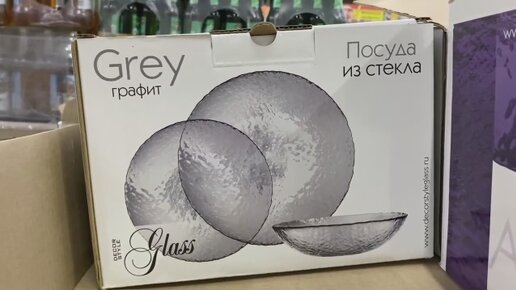 Grey
графит
Посуда
из стекла
DECOR
STYLE
Glass
www.decorstyleglass.ru